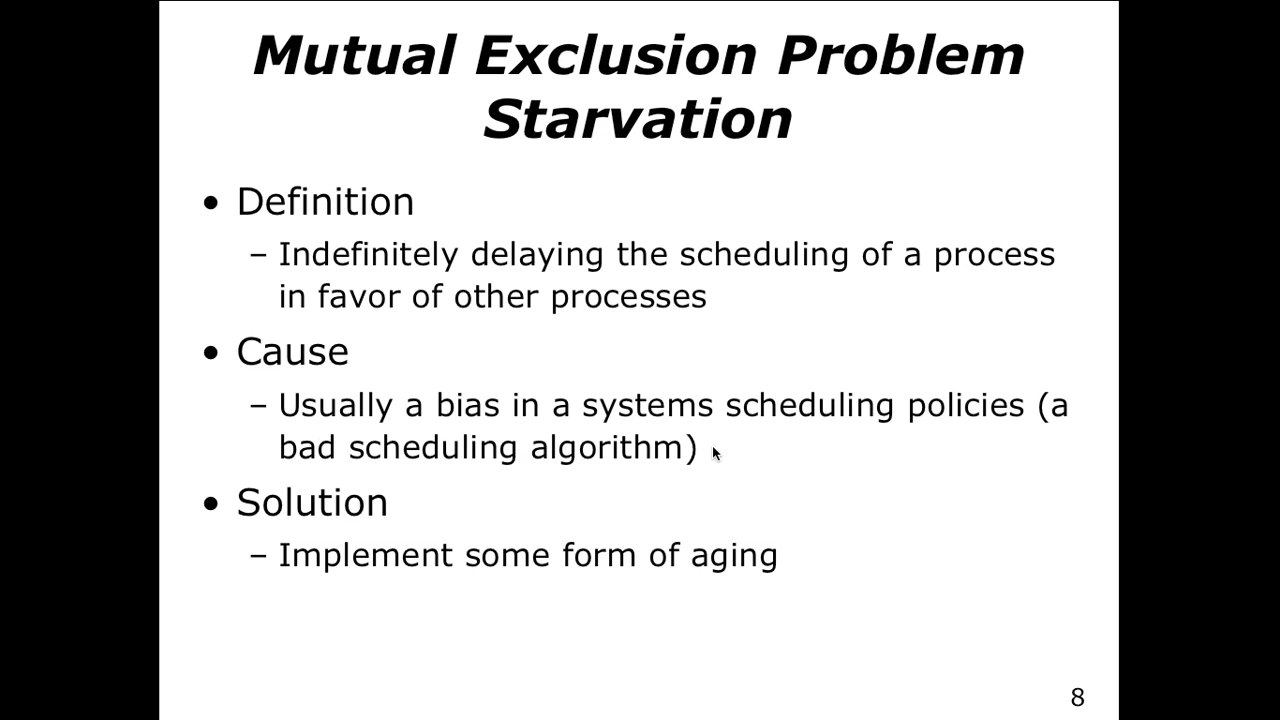 Mutual Exclusion Problem
Starvation
• Definition
– Indefinitely delaying the scheduling of a process
in favor of other processes
• Cause
– Usually a bias in a systems scheduling policies (a
bad scheduling algorithm)
• Solution
– Implement some form of aging
8